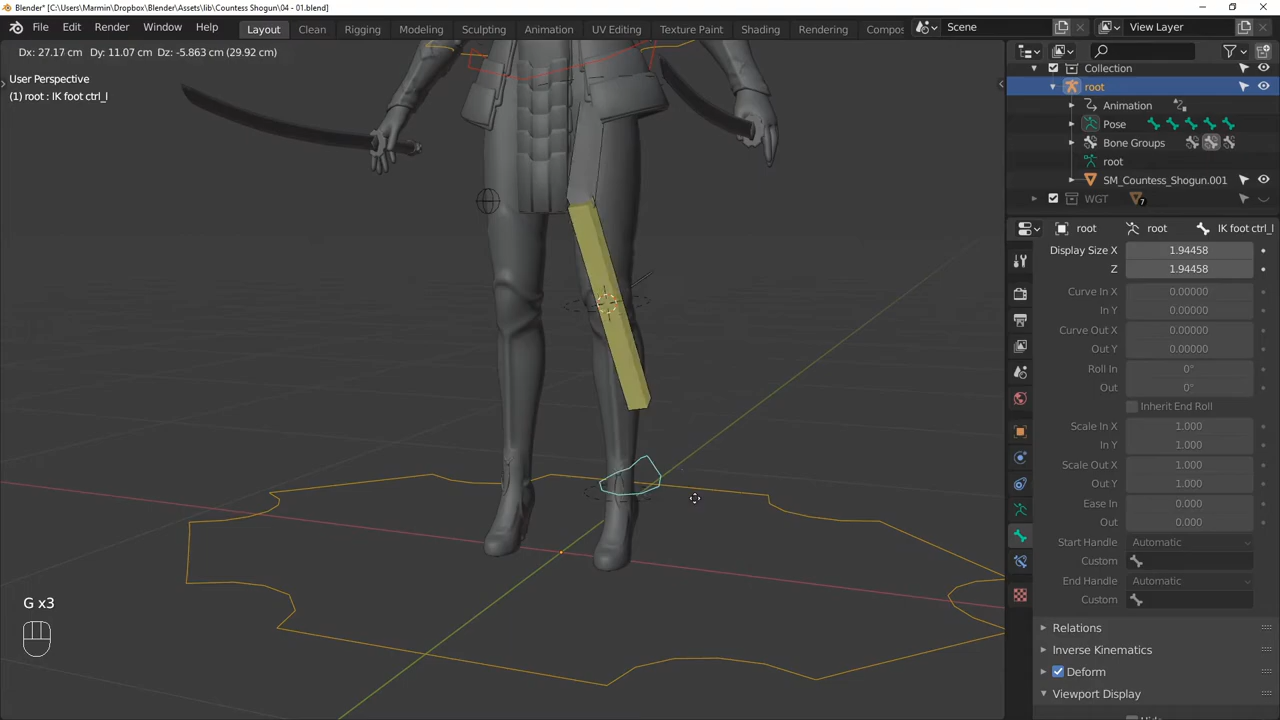 Blender* [C:\Users\Marmin\Dropbox\Blender\Assets\lib\Countess Shogun\04 - 01.blend]
File Edit Render Window Help Layout Clean Rigging Modeling Sculpting Animation UV Editing Texture Paint Shading Rendering Compos Scene View Layer
Dx: 27.17 cm Dy: 11.07 cm Dz: -5.863 cm (29.92 cm)
User Perspective
(1) root : IK foot ctrl_l
G x3
Collection
root
Animation
Pose
Bone Groups
root
SM_Countess_Shogun.001
WGT 7
root root IK foot ctrl_l
Display Size X 1.94458
Z 1.94458
Curve In X 0.00000
In Y 0.00000
Curve Out X 0.00000
Out Y 0.00000
Roll In 0°
Out 0°
Inherit End Roll
Scale In X 1.000
In Y 1.000
Scale Out X 1.000
Out Y 1.000
Ease In 0.000
Out 0.000
Start Handle Automatic
Custom
End Handle Automatic
Custom
Relations
Inverse Kinematics
Deform
Viewport Display